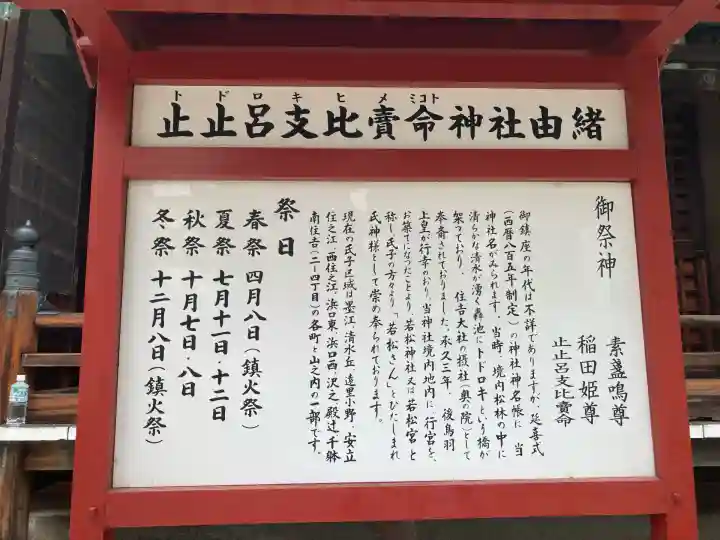 トドロキヒメミコト
止止呂支比賣命神社由緒
御祭神
素盞鳴尊
稲田姫尊
止止呂支比賣命
御鎮座の年代は不詳でありますが、延喜式
(西暦八百五年制定)の神社神名帳に、当
神社名がみられます。当時、境内松林の中に
清らかな清水が湧く轟池にトドロキという橋が
架っており、住吉大社の摂社(奥の院)として
奉斎されておりました。承久三年、後鳥羽
上皇が行幸のおり、当神社境内地内に、行宮を、
お築てになったことより若松神社又は若松宮と
称し、氏子の方々より「若松さん」とよびしたしまれ
氏神様として崇め奉られております。
現在の氏子区域は墨江、清水丘、遠里小野、安立
住之江、西住之江、浜口東、浜口西、沢之、殿辻、千躰
南住吉(二ー四丁目)の各町と山之内の一部です。
祭日
春祭 四月八日(鎮火祭)
夏祭 七月十一日・十二日
秋祭 十月七日・八日
冬祭 十二月八日(鎮火祭)